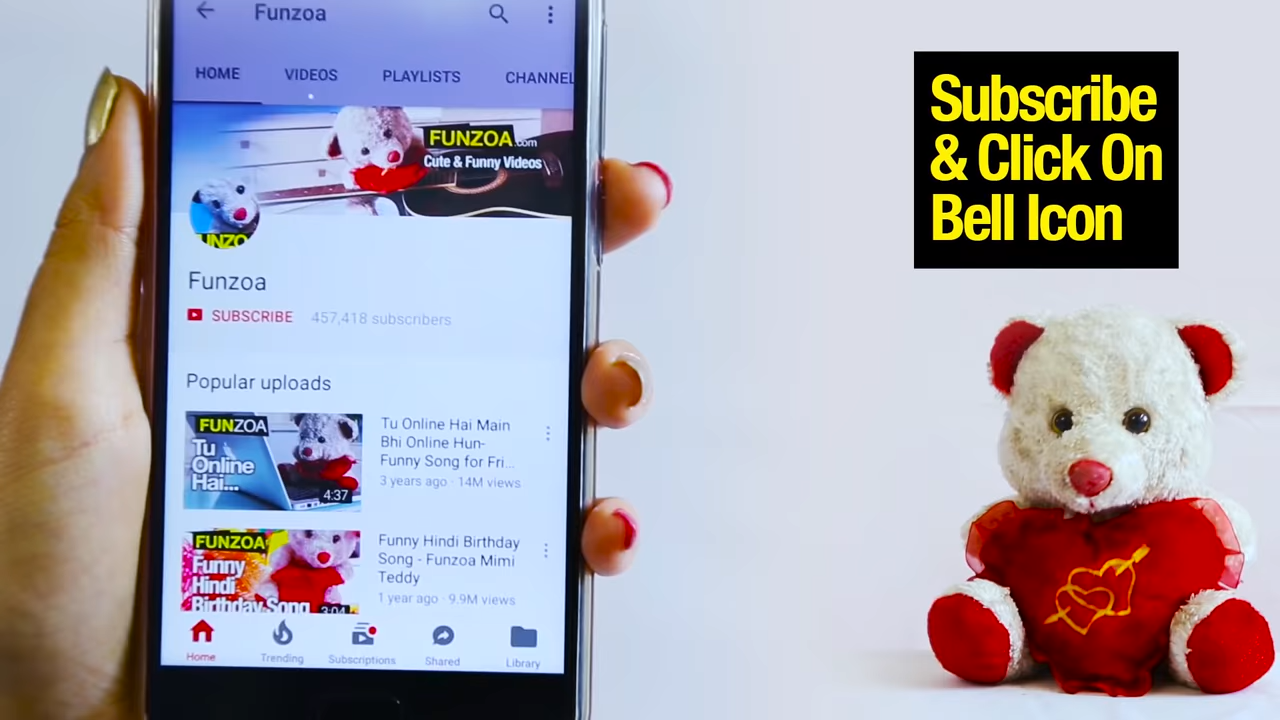 Funzoa
HOME VIDEOS PLAYLISTS CHANNEL
FUNZOA.com
Cute & Funny Videos
UNZO
Funzoa
SUBSCRIBE 457,418 subscribers
Popular uploads
FUNZOA
Tu
Online
Hai...
4:37
Tu Online Hai Main
Bhi Online Hun-
Funny Song for Fri...
3 years ago · 14M views
FUNZOA
Funny
Hindi
Birthday Song
3:04
Funny Hindi Birthday
Song - Funzoa Mimi
Teddy
1 year ago · 9.9M views
Home Trending Subscriptions Shared Library
Subscribe
& Click On
Bell Icon